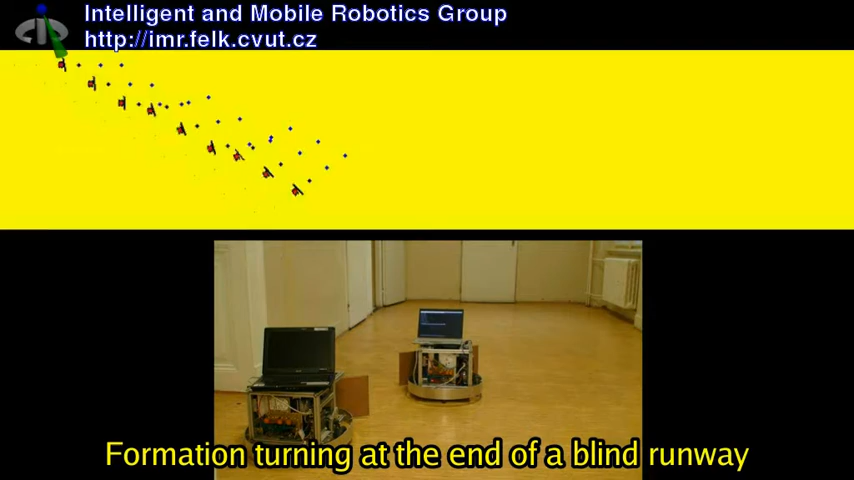 Intelligent and Mobile Robotics Group
http://imr.felk.cvut.cz
Formation turning at the end of a blind runway